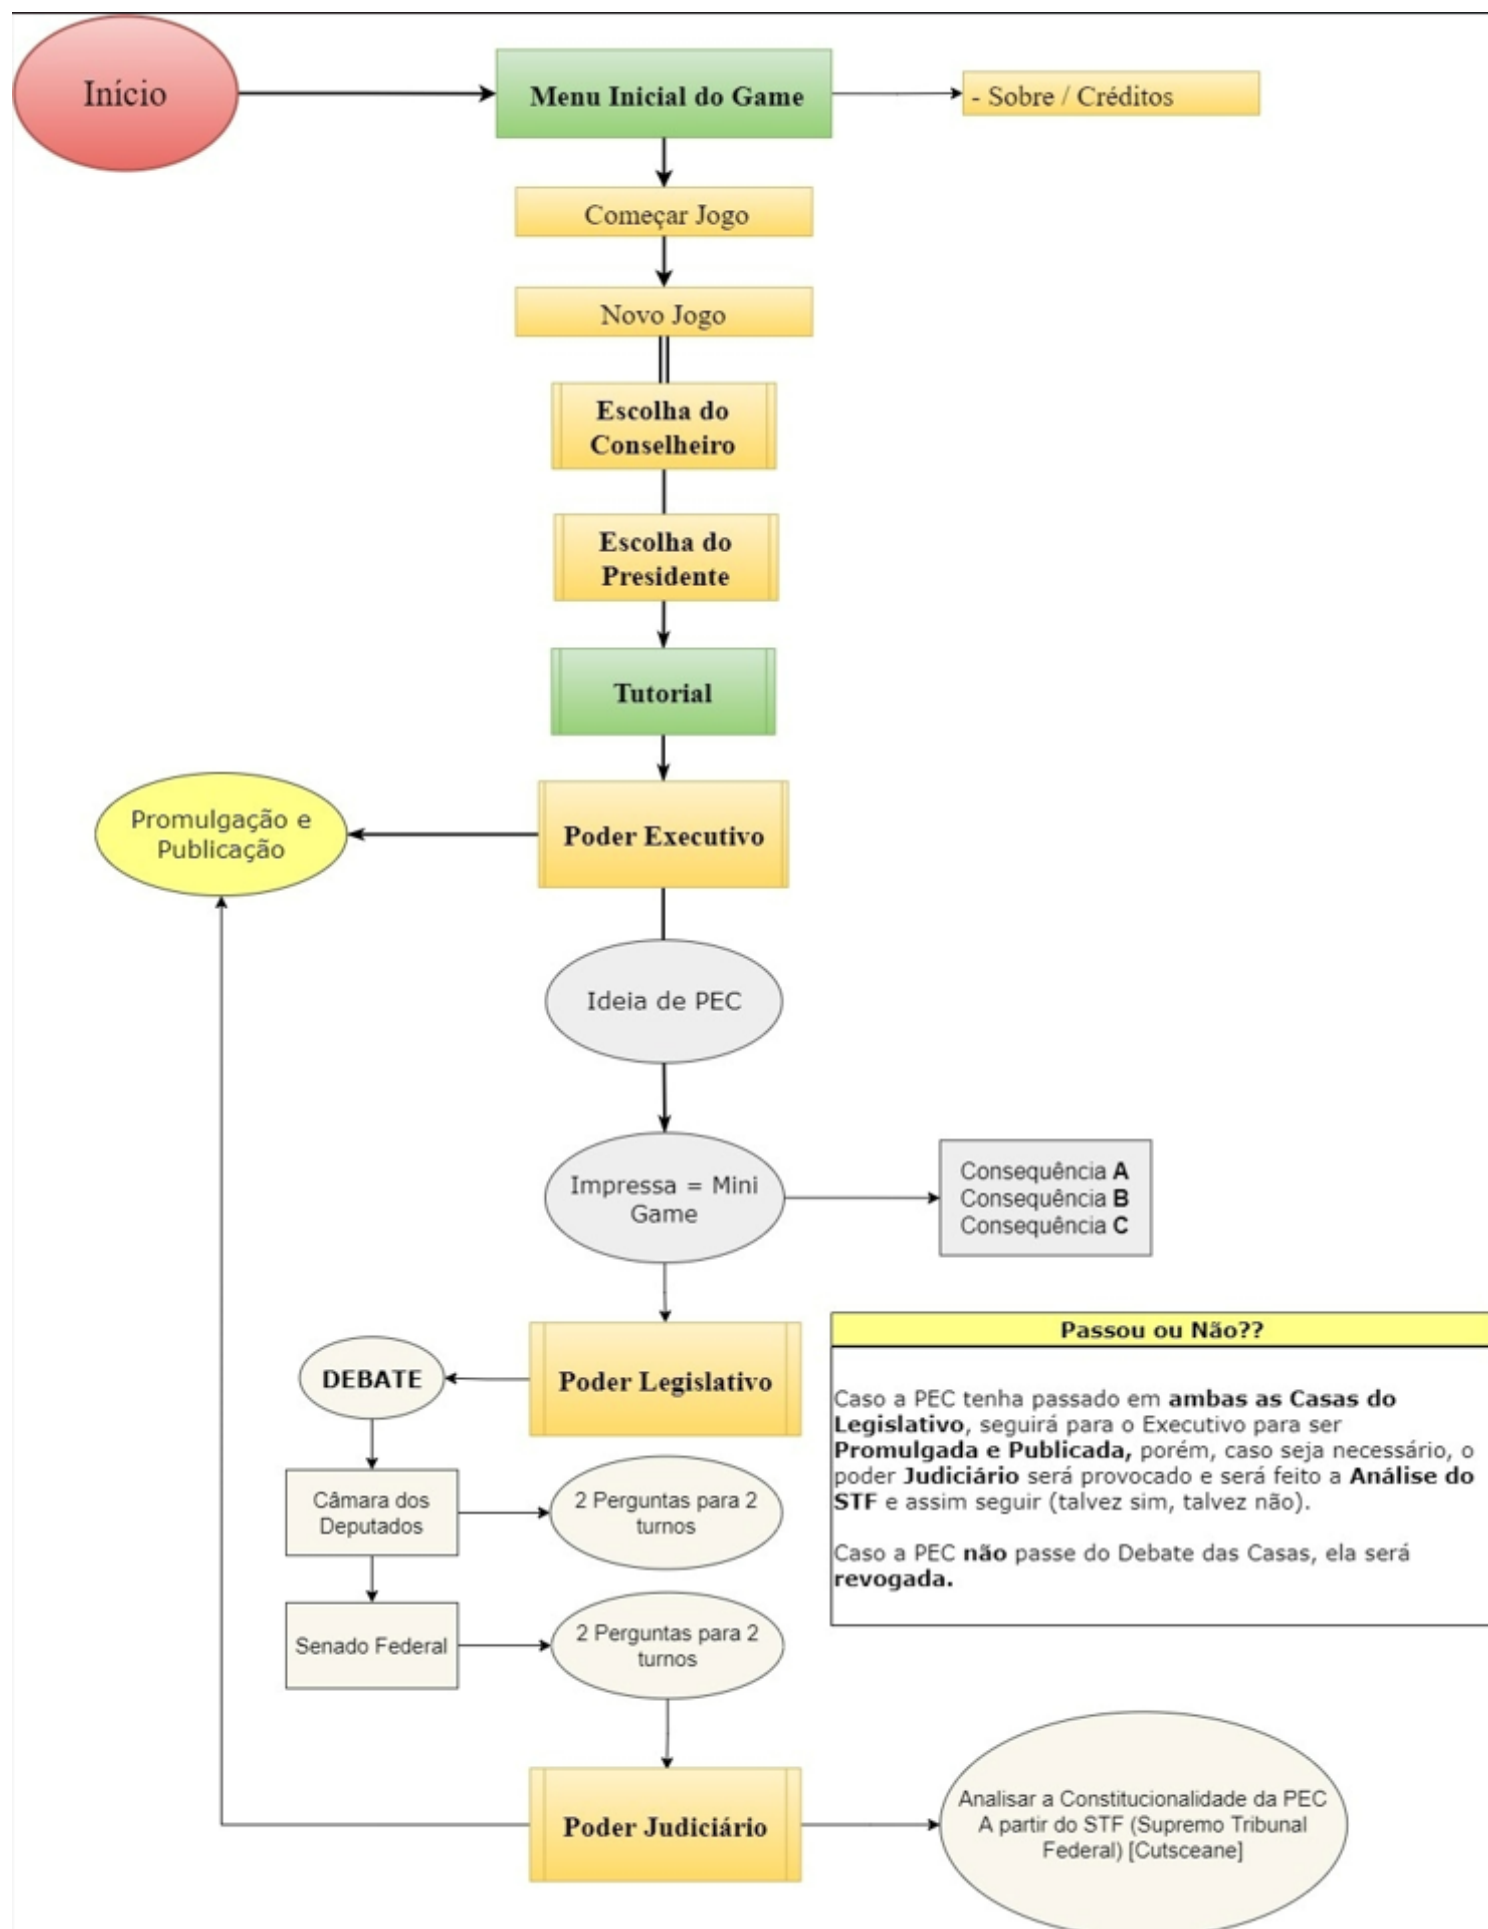 Início
Menu Inicial do Game
- Sobre / Créditos
Começar Jogo
Novo Jogo
Escolha do
Conselheiro
Escolha do
Presidente
Tutorial
Promulgação e
Publicação
Poder Executivo
Ideia de PEC
Impressa = Mini
Game
Consequência A
Consequência B
Consequência C
Poder Legislativo
DEBATE
Câmara dos
Deputados
2 Perguntas para 2
turnos
Senado Federal
2 Perguntas para 2
turnos
Passou ou Não??
Caso a PEC tenha passado em ambas as Casas do
Legislativo, seguirá para o Executivo para ser
Promulgada e Publicada, porém, caso seja necessário, o
poder Judiciário será provocado e será feito a Análise do
STF e assim seguir (talvez sim, talvez não).
Caso a PEC não passe do Debate das Casas, ela será
revogada.
Poder Judiciário
Analisar a Constitucionalidade da PEC
A partir do STF (Supremo Tribunal
Federal) [Cutsceane]